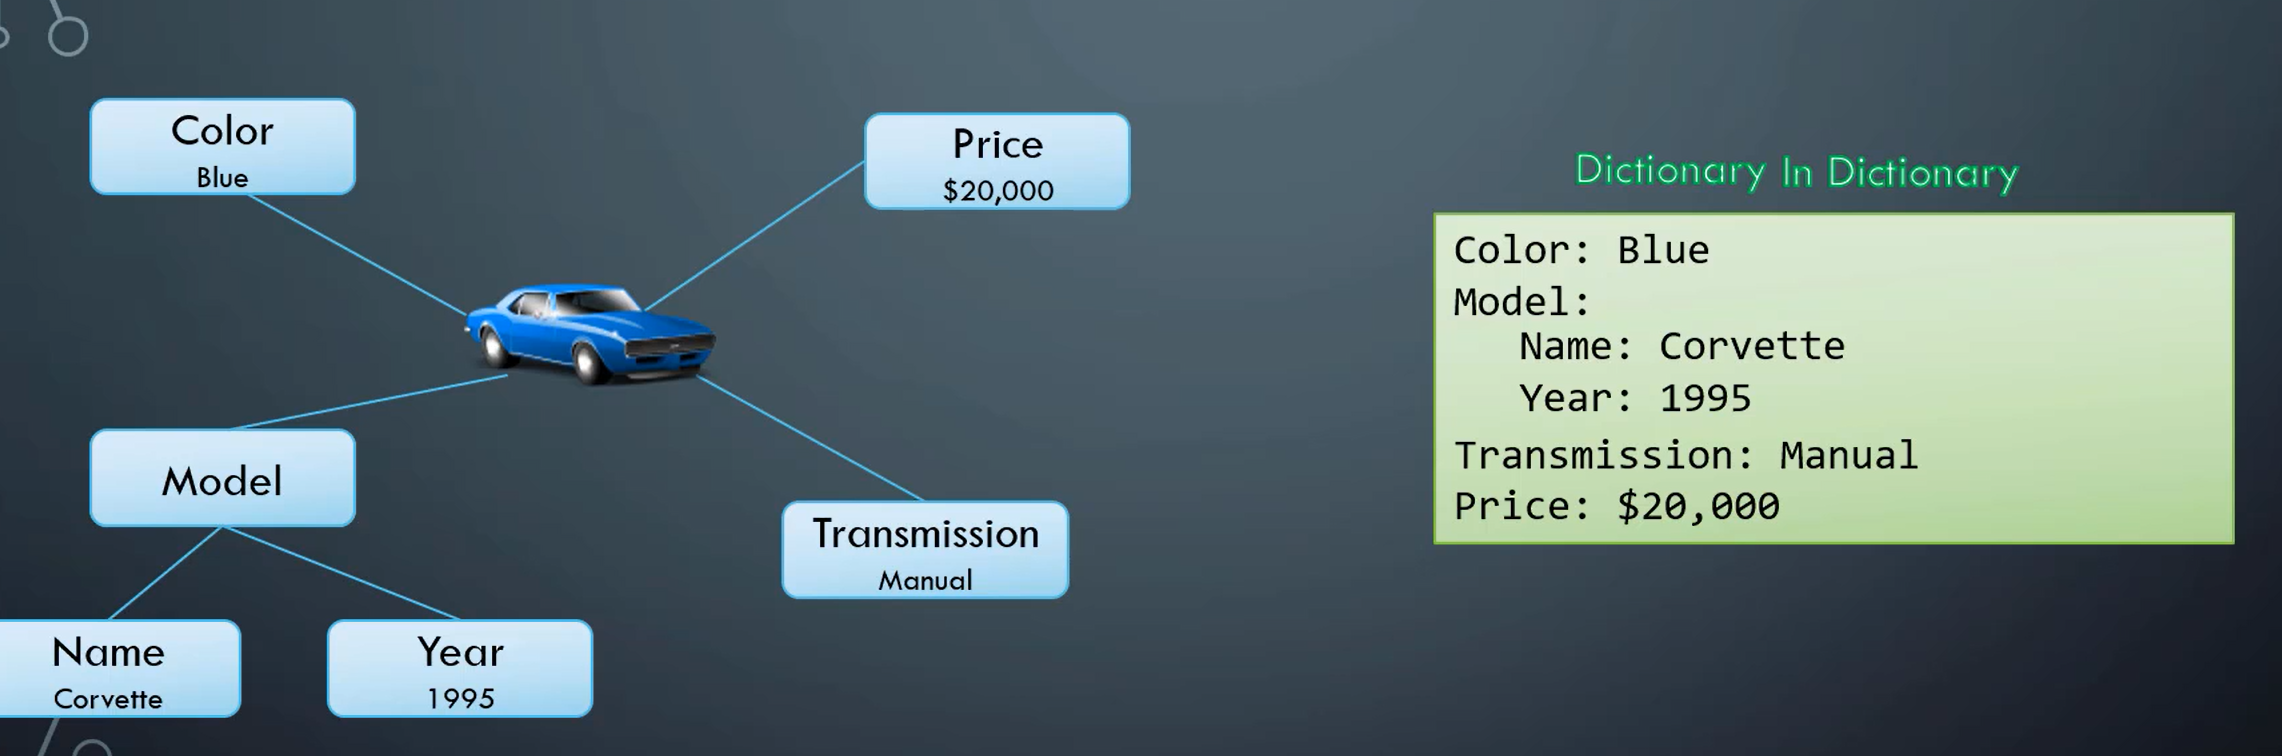 Color
Blue
Price
$20,000
Model
Name
Corvette
Year
1995
Transmission
Manual
Dictionary In Dictionary
Color: Blue
Model:
Name: Corvette
Year: 1995
Transmission: Manual
Price: $20,000